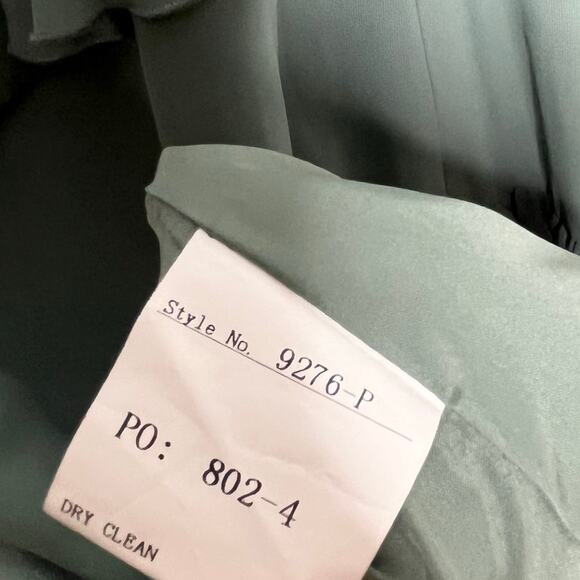 Style No. 9276-P
PO: 802-4
DRY CLEAN